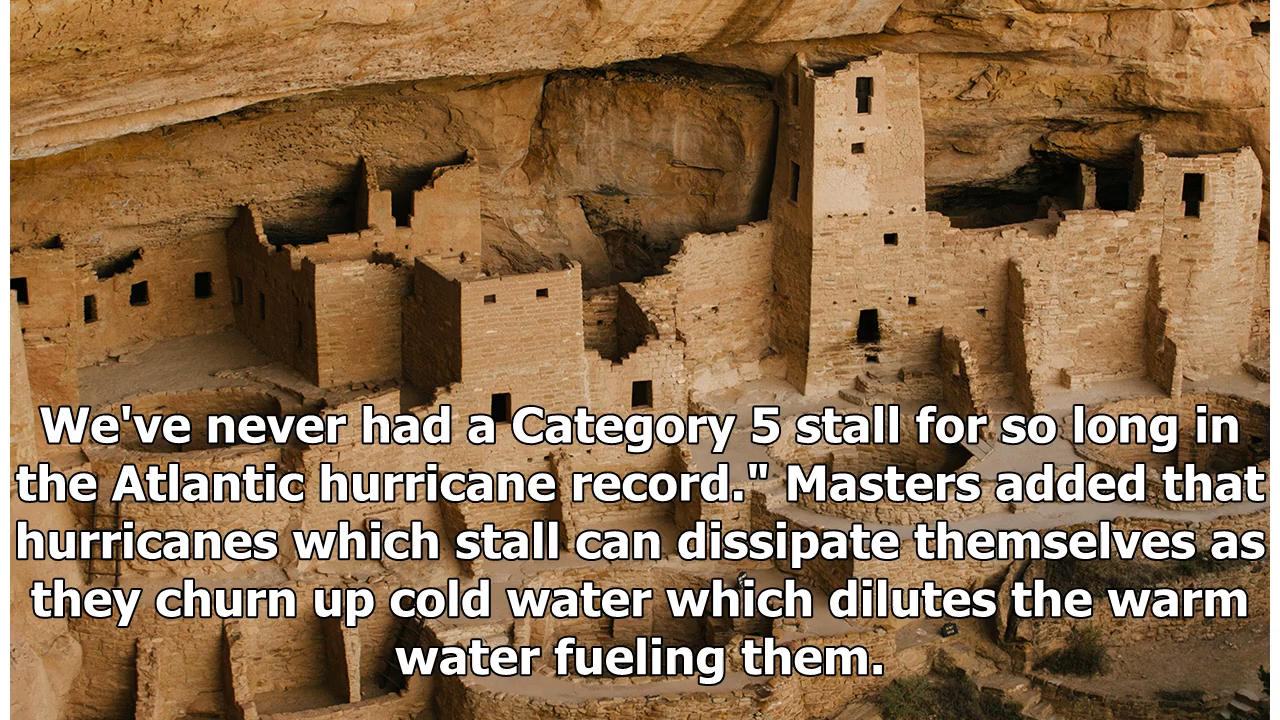 We've never had a Category 5 stall for so long in
the Atlantic hurricane record." Masters added that
hurricanes which stall can dissipate themselves as
they churn up cold water which dilutes the warm
water fueling them.